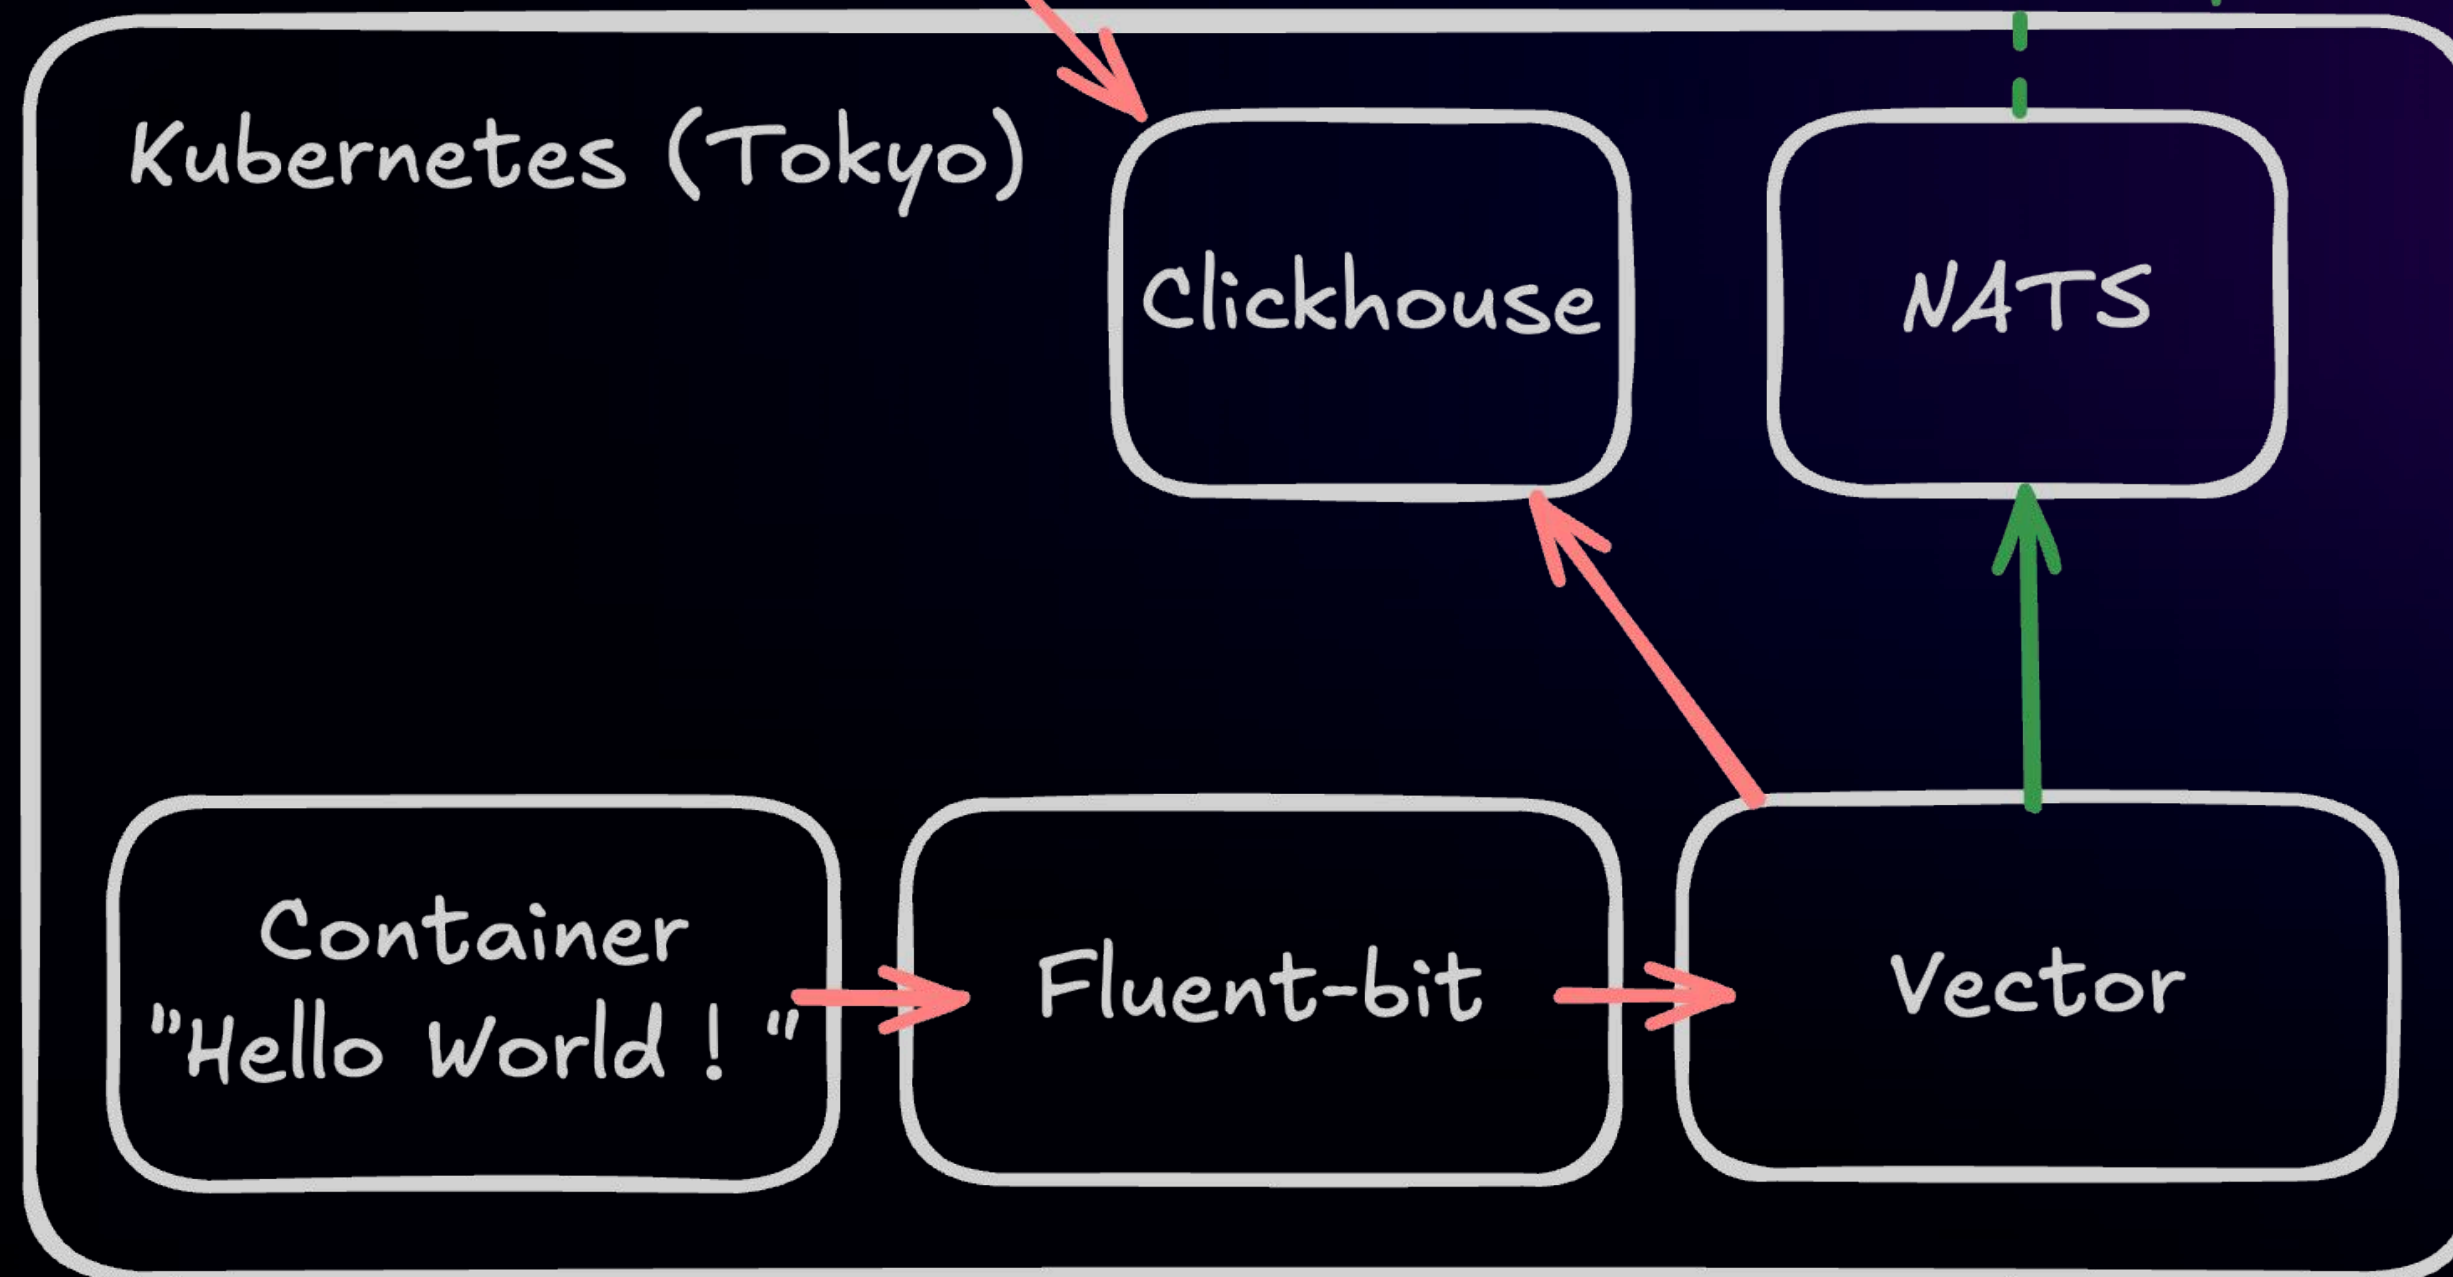 Kubernetes (Tokyo)
Clickhouse
NATS
Container
"Hello World ! "
Fluent-bit
Vector